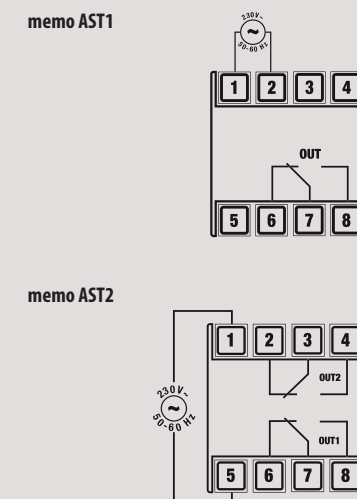 memo AST1
230V~
50-60 Hz
1 2 3 4
OUT
5 6 7 8
memo AST2
1 2 3 4
OUT2
230V~
50-60 Hz
OUT1
5 6 7 8